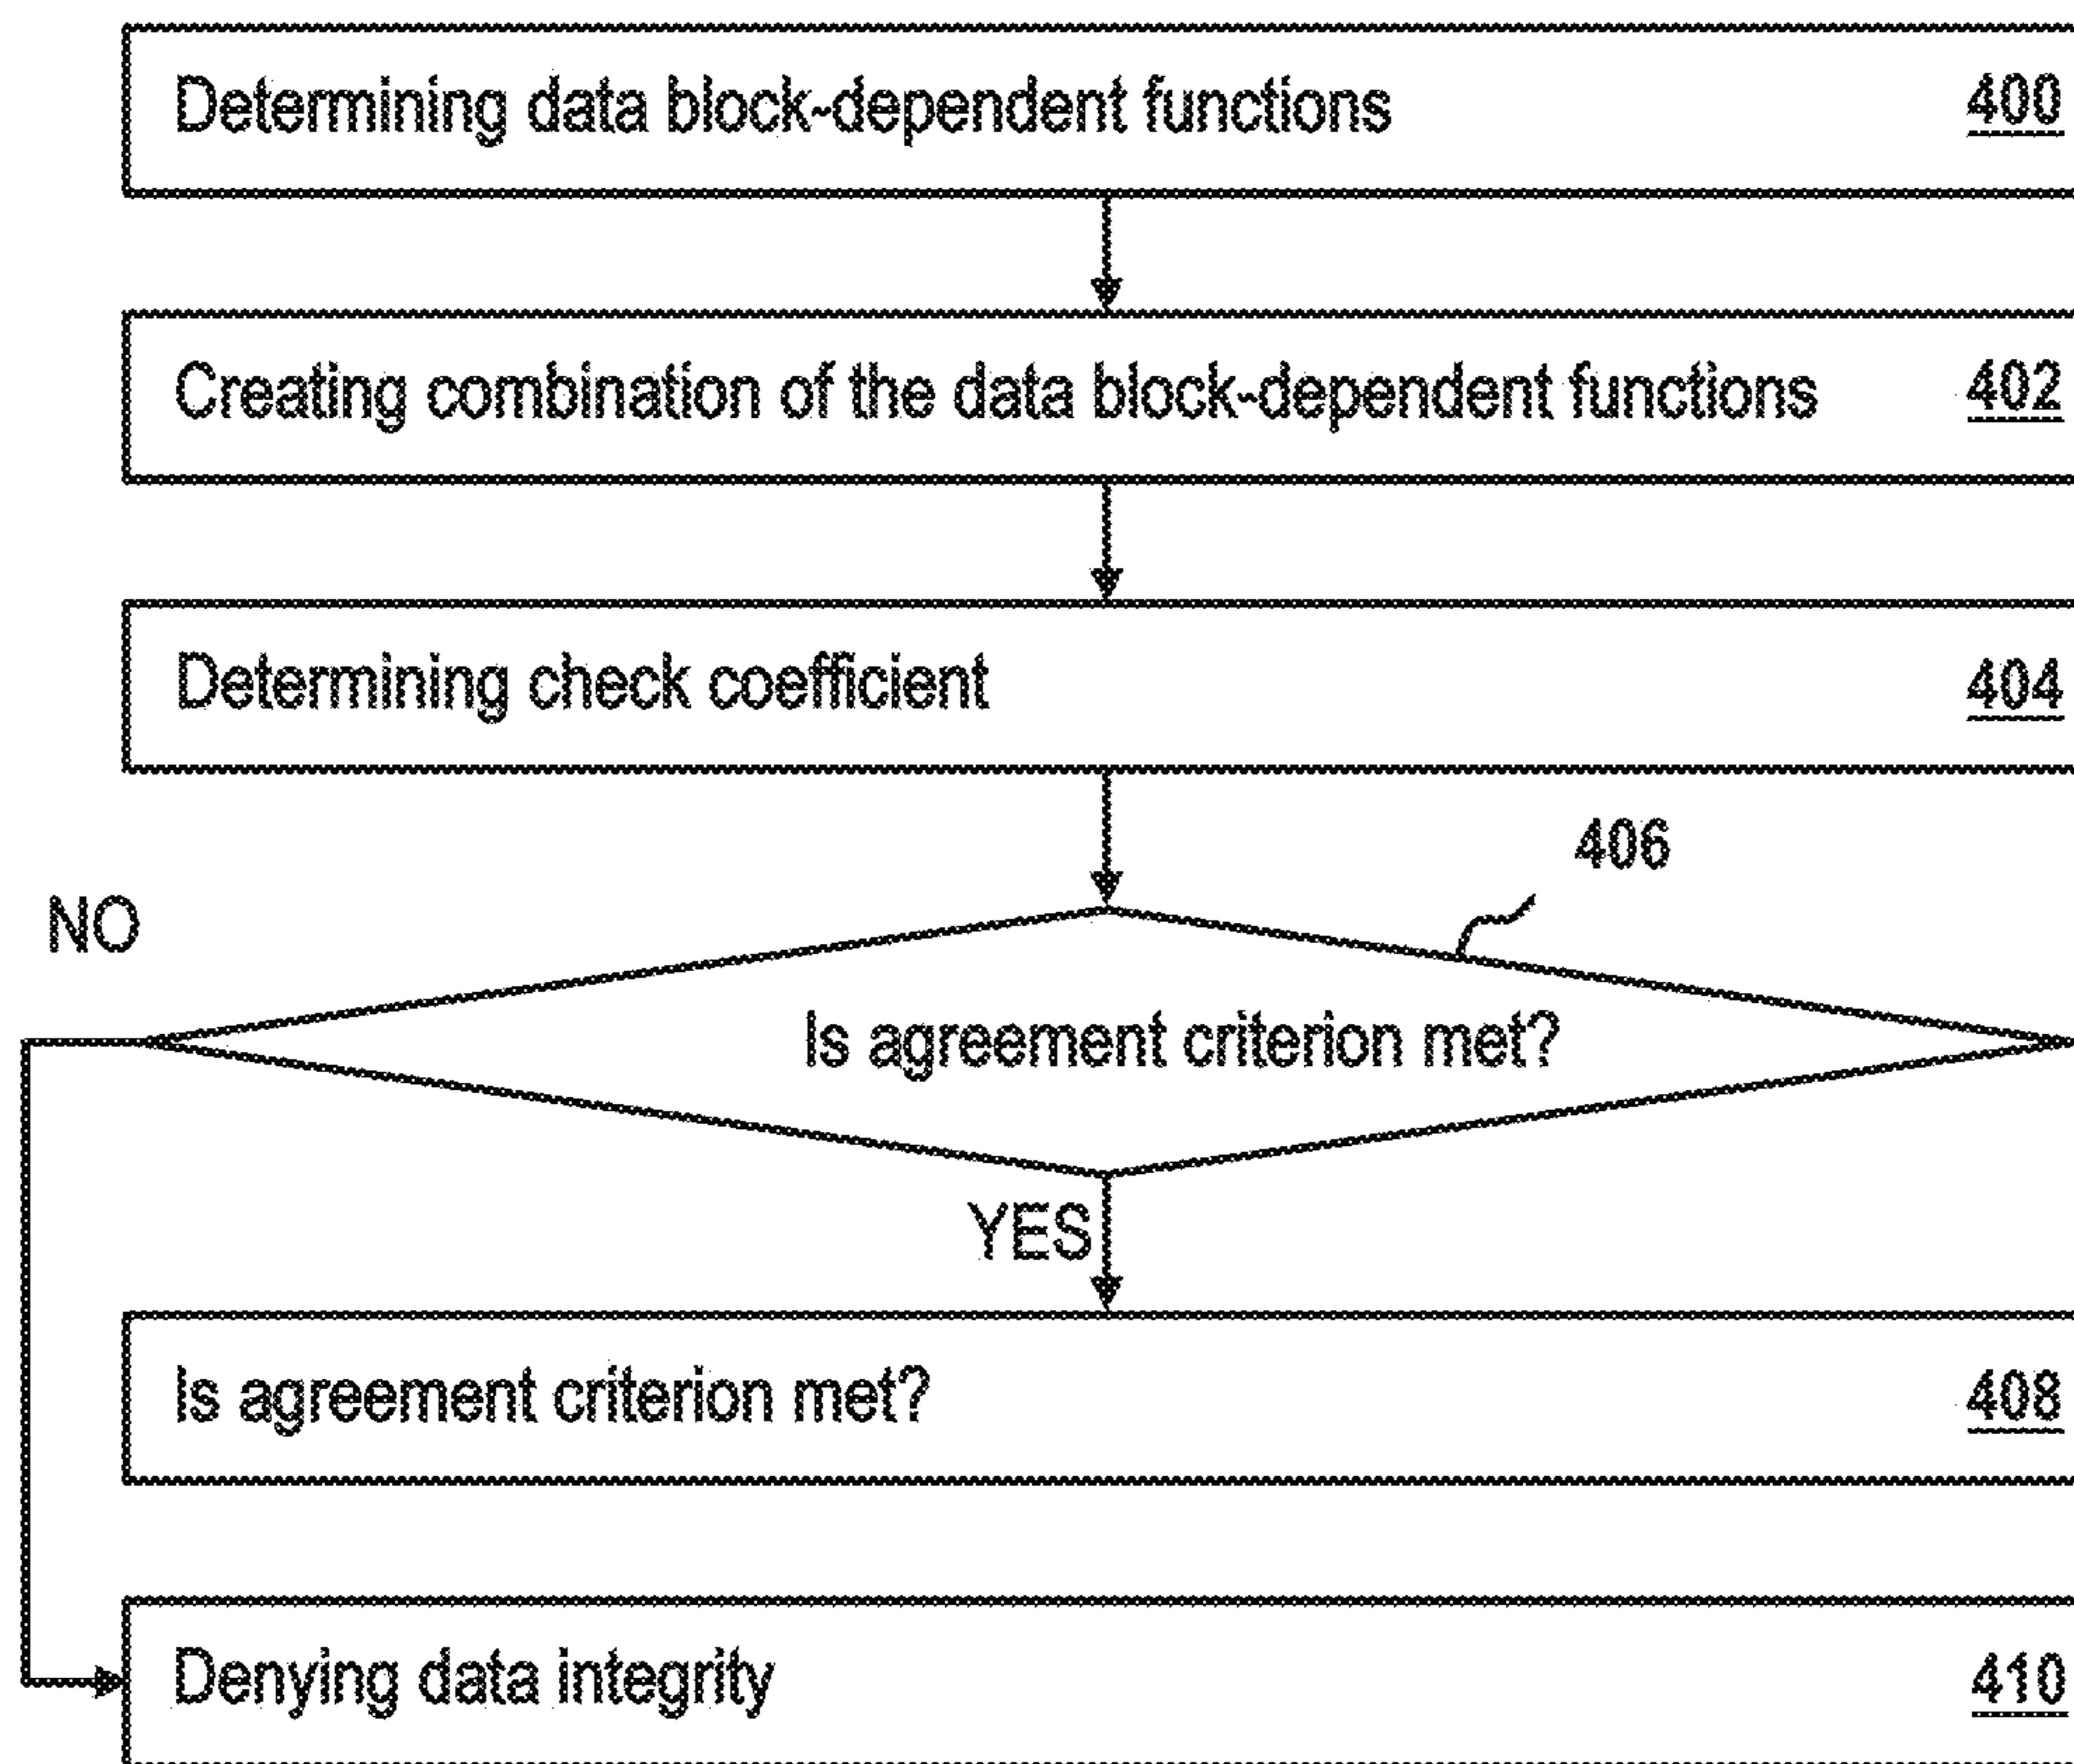 Determining data block-dependent functions 400
Creating combination of the data block-dependent functions 402
Determining check coefficient 404
406
NO
Is agreement criterion met?
YES
Is agreement criterion met? 408
Denying data integrity 410